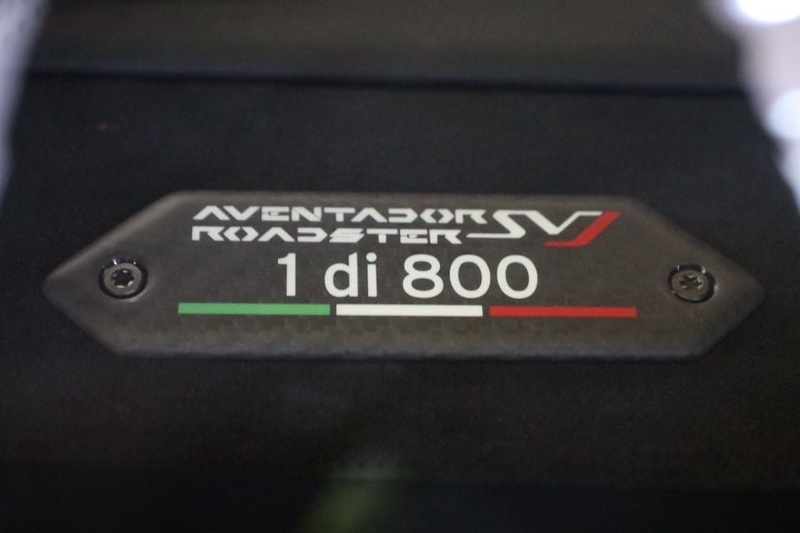 AVENTADOR SVJ
ROADSTER
1 di 800